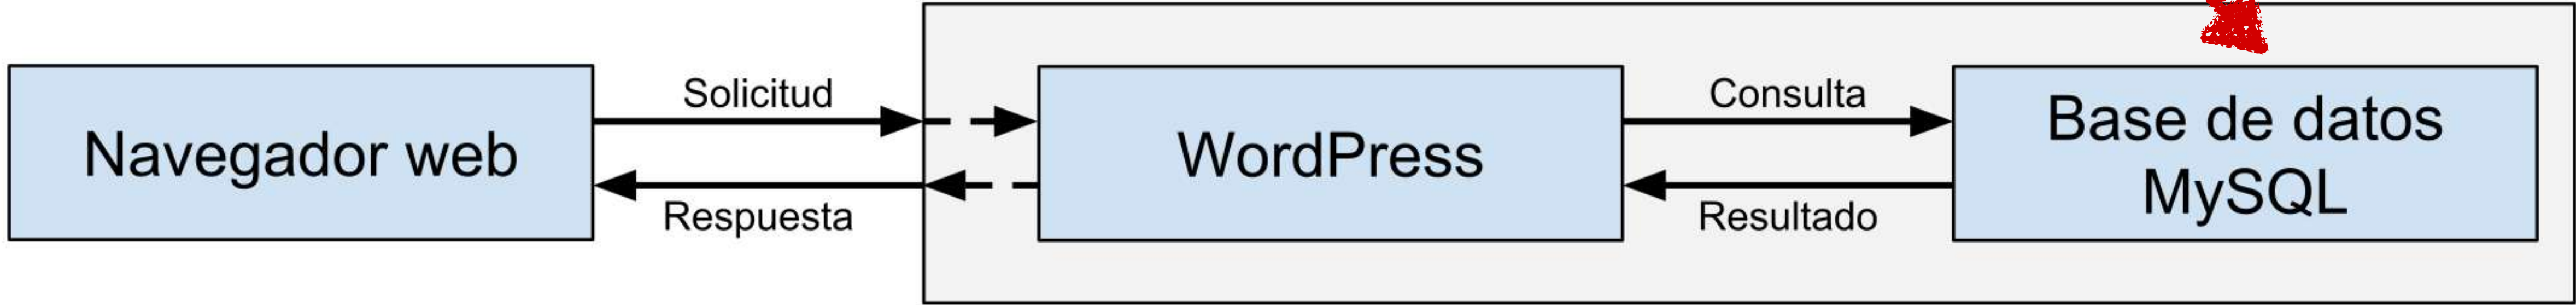 Navegador web
Solicitud
Respuesta
WordPress
Consulta
Resultado
Base de datos
MySQL